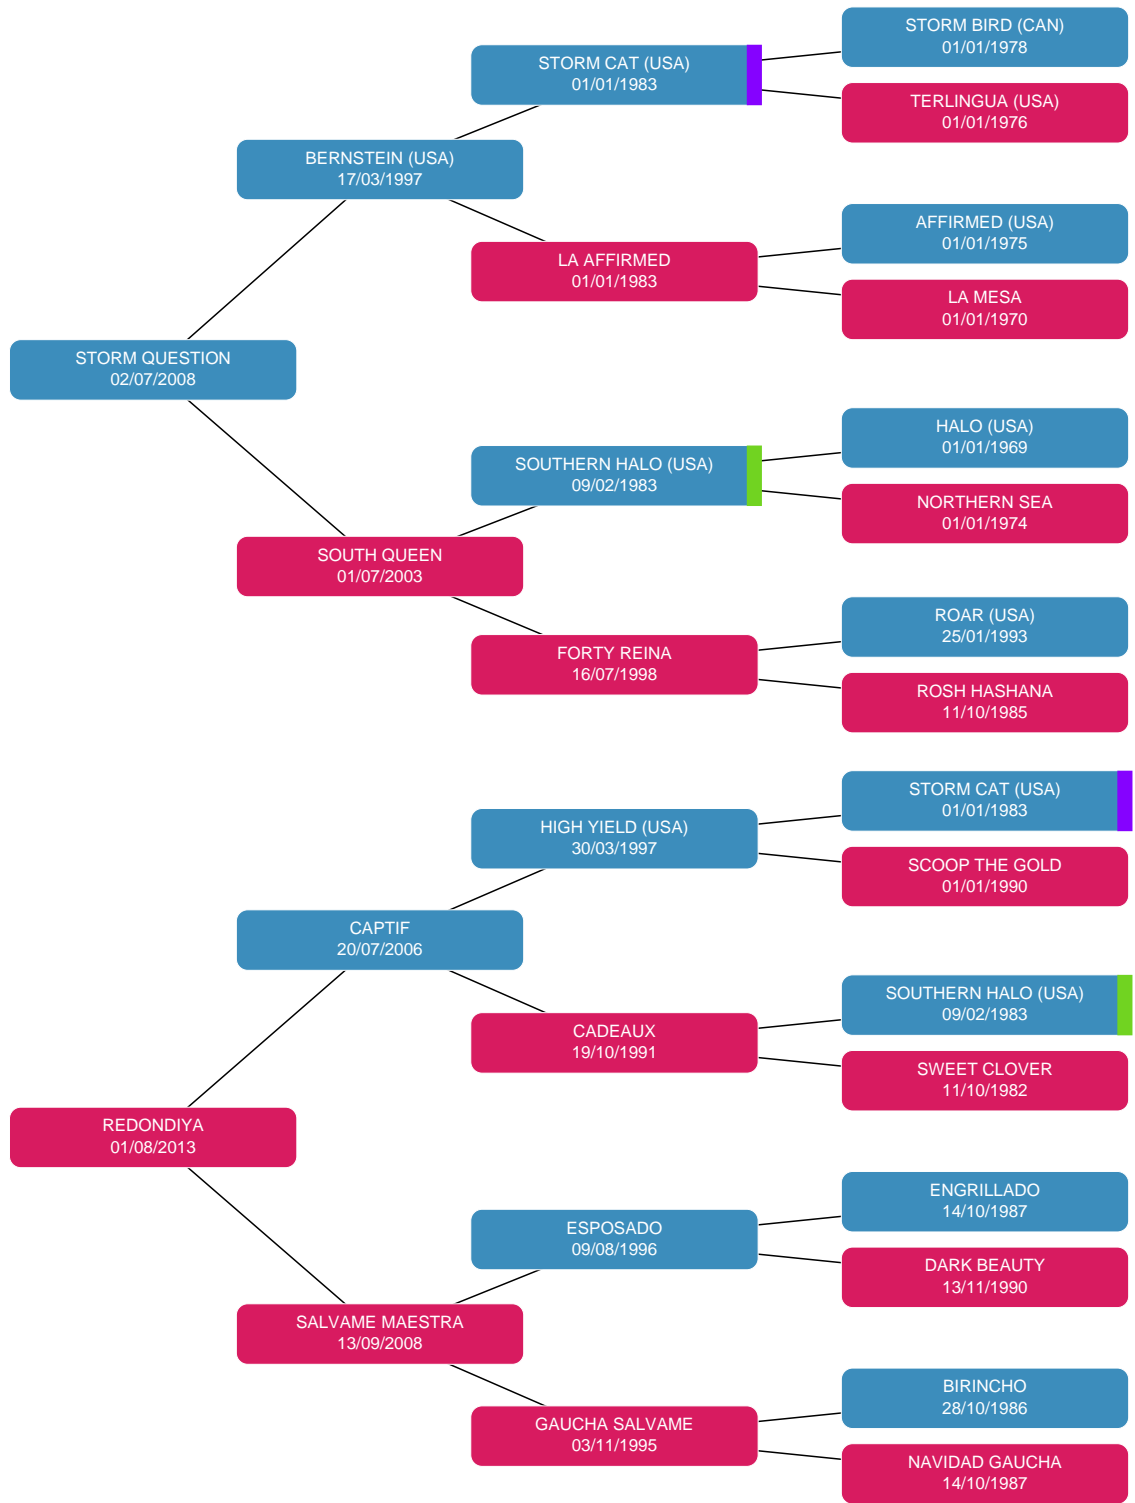 STORM BIRD (CAN)
01/01/1978
STORM CAT (USA)
01/01/1983
TERLINGUA (USA)
01/01/1976
BERNSTEIN (USA)
17/03/1997
AFFIRMED (USA)
01/01/1975
LA AFFIRMED
01/01/1983
LA MESA
01/01/1970
STORM QUESTION
02/07/2008
HALO (USA)
01/01/1969
SOUTHERN HALO (USA)
09/02/1983
NORTHERN SEA
01/01/1974
SOUTH QUEEN
01/07/2003
ROAR (USA)
25/01/1993
FORTY REINA
16/07/1998
ROSH HASHANA
11/10/1985
STORM CAT (USA)
01/01/1983
HIGH YIELD (USA)
30/03/1997
SCOOP THE GOLD
01/01/1990
CAPTIF
20/07/2006
SOUTHERN HALO (USA)
09/02/1983
CADEAUX
19/10/1991
SWEET CLOVER
11/10/1982
REDONDIYA
01/08/2013
ENGRILLADO
14/10/1987
ESPOSADO
09/08/1996
DARK BEAUTY
13/11/1990
SALVAME MAESTRA
13/09/2008
BIRINCHO
28/10/1986
GAUCHA SALVAME
03/11/1995
NAVIDAD GAUCHA
14/10/1987